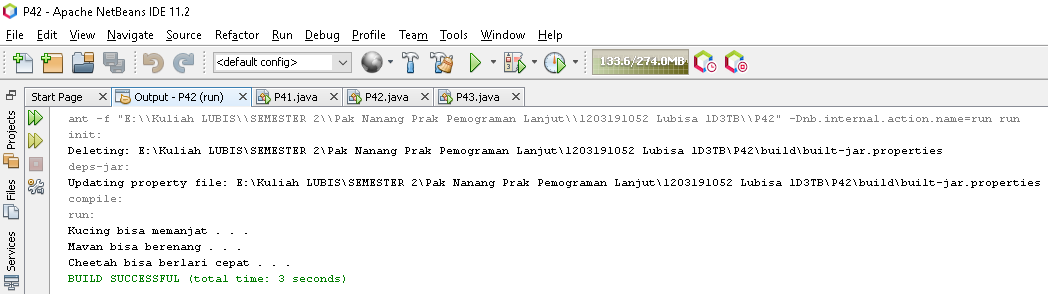 P42 - Apache NetBeans IDE 11.2
File Edit View Navigate Source Refactor Run Debug Profile Team Tools Window Help
<default config> 133.6/274.0MB
Start Page Output - P42 (run) P41.java P42.java P43.java
Projects
Files
Services
ant -f "E:\\Kuliah LUBIS\\SEMESTER 2\\Pak Nanang Prak Pemograman Lanjut\\1203191052 Lubisa 1D3TB\\P42" -Dnb.internal.action.name=run run
init:
Deleting: E:\Kuliah LUBIS\SEMESTER 2\Pak Nanang Prak Pemograman Lanjut\1203191052 Lubisa 1D3TB\P42\build\built-jar.properties
deps-jar:
Updating property file: E:\Kuliah LUBIS\SEMESTER 2\Pak Nanang Prak Pemograman Lanjut\1203191052 Lubisa 1D3TB\P42\build\built-jar.properties
compile:
run:
Kucing bisa memanjat . . .
Mavan bisa berenang . . .
Cheetah bisa berlari cepat . . .
BUILD SUCCESSFUL (total time: 3 seconds)